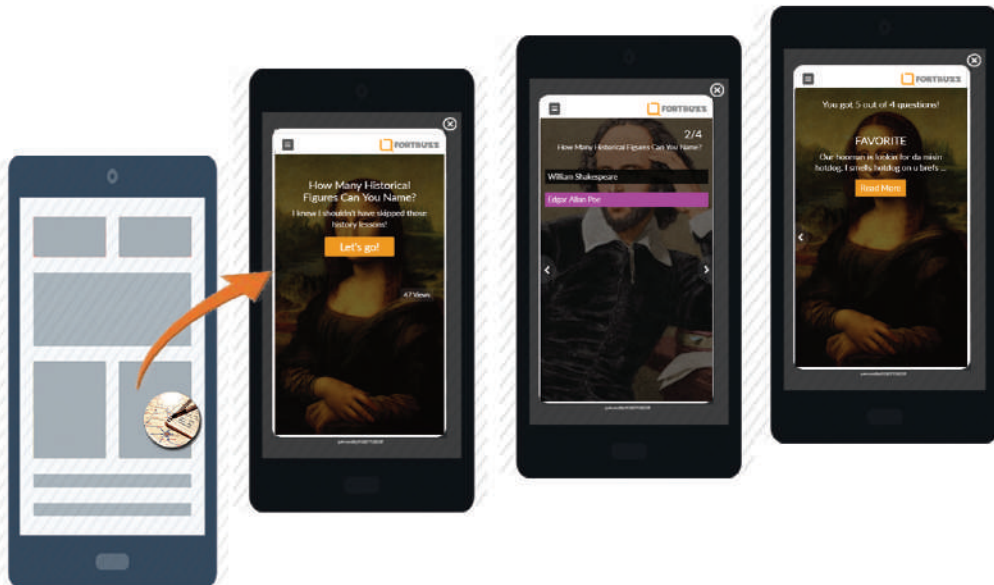 FORTBUZZ
How Many Historical
Figures Can You Name?
I knew I shouldn't have skipped those
history lessons!
Let's go!
47 Views
FORTBUZZ
2/4
How Many Historical Figures Can You Name?
William Shakespeare
Edgar Allan Poe
FORTBUZZ
You got 5 out of 4 questions!
FAVORITE
Our hooman is lookin for da misin
hotdog. I smells hotdog on u brefs ...
Read More